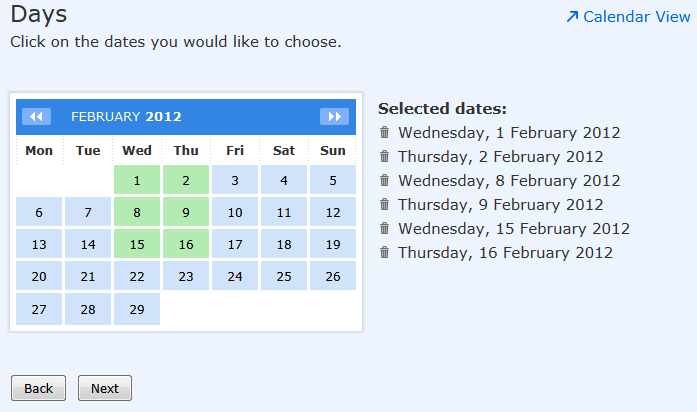 Days
Calendar View
Click on the dates you would like to choose.
FEBRUARY 2012
Mon Tue Wed Thu Fri Sat Sun
1 2 3 4 5
6 7 8 9 10 11 12
13 14 15 16 17 18 19
20 21 22 23 24 25 26
27 28 29
Selected dates:
Wednesday, 1 February 2012
Thursday, 2 February 2012
Wednesday, 8 February 2012
Thursday, 9 February 2012
Wednesday, 15 February 2012
Thursday, 16 February 2012
Back Next